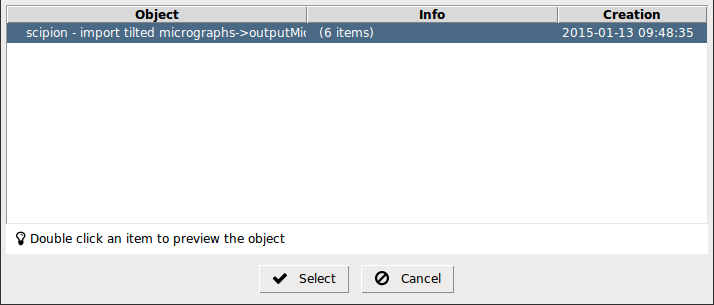 Object Info Creation
scipion - import tilted micrographs->outputMic (6 items) 2015-01-13 09:48:35
Double click an item to preview the object
Select Cancel